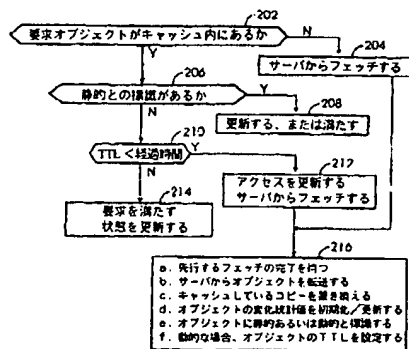 202
要求オブジェクトがキャッシュ内にあるか
N
Y
204
サーバからフェッチする
206
静的との標識があるか
Y
N
208
更新する、または満たす
210
TTL<経過時間
Y
N
212
アクセスを更新する
サーバからフェッチする
214
要求を満たす
状態を更新する
216
a. 先行するフェッチの完了を待つ
b. サーバからオブジェクトを転送する
c. キャッシュしているコピーを置き換える
d. オブジェクトの変化統計値を初期化／更新する
e. オブジェクトに静的あるいは動的と標識する
f. 動的な場合、オブジェクトのTTLを設定する